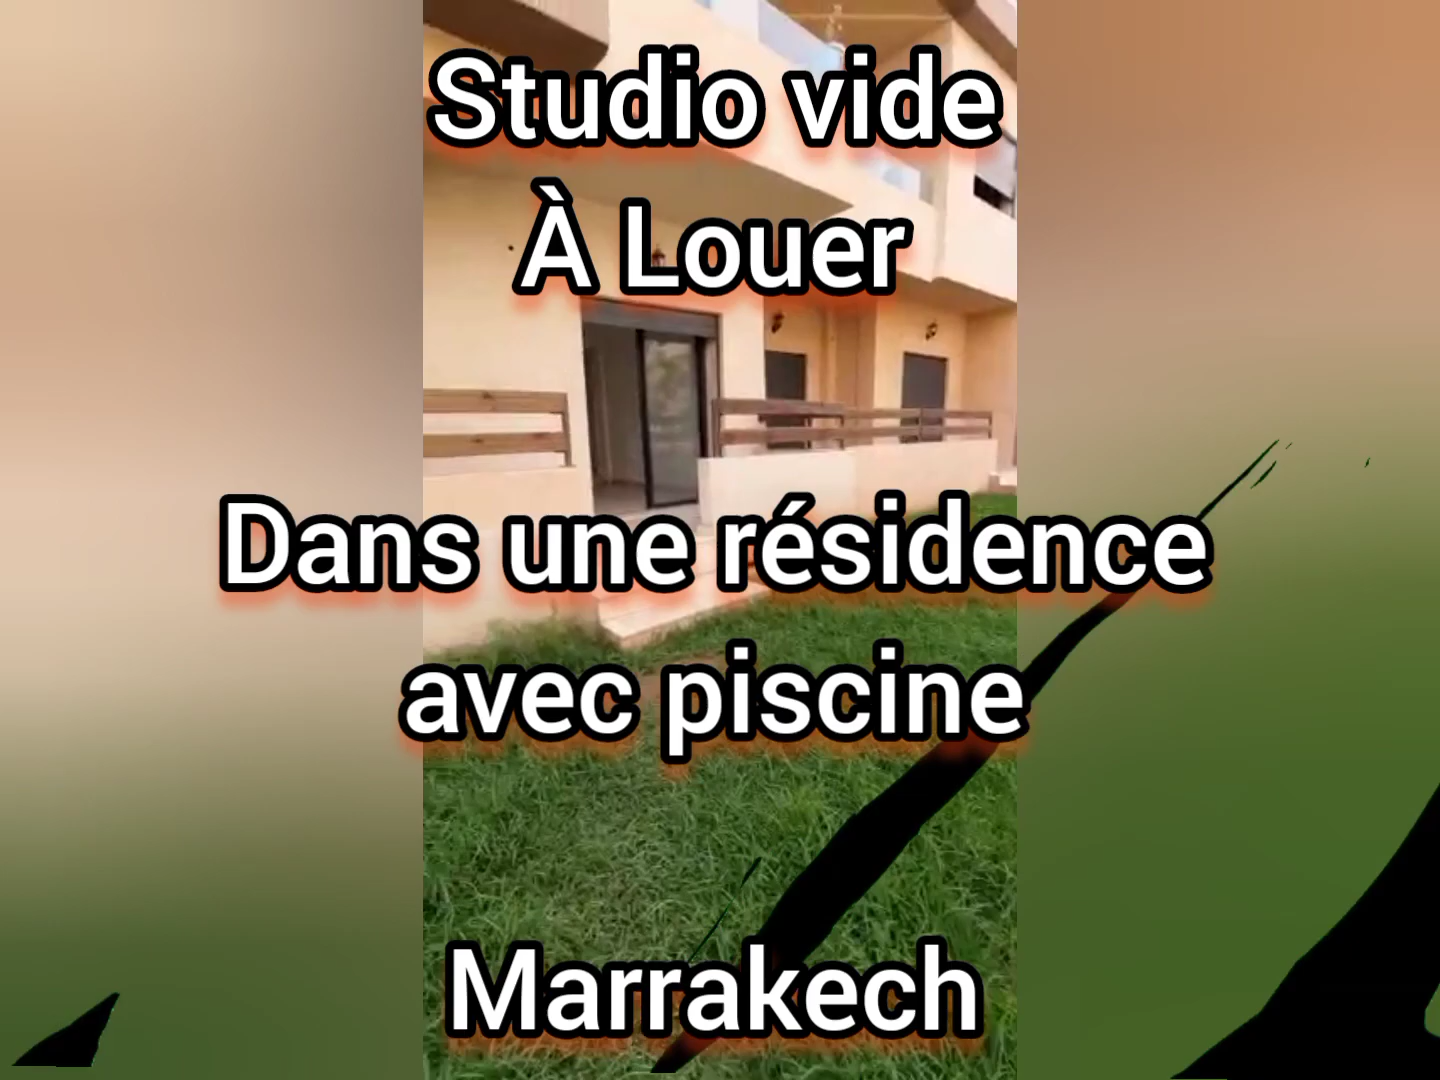 Studio vide
À Louer
Dans une résidence
avec piscine
Marrakech